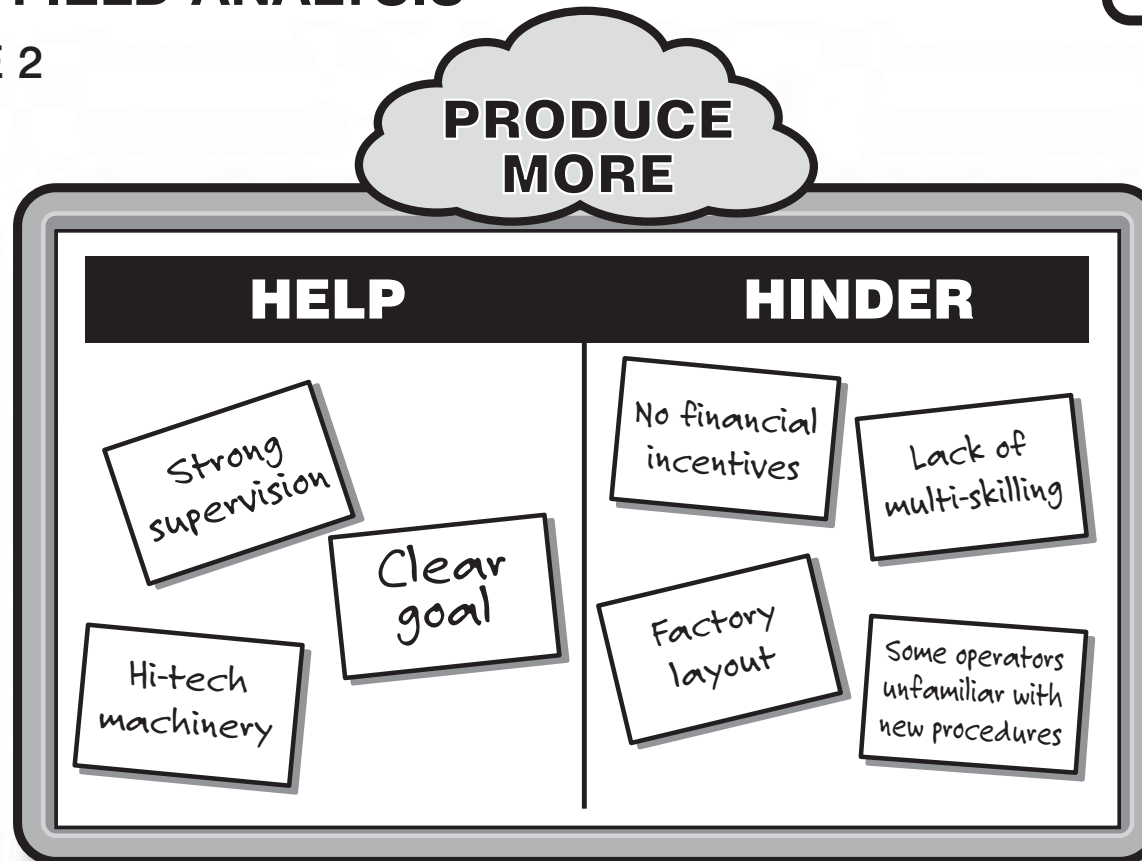 FIELD ANALYSIS
2
PRODUCE
MORE
HELP
HINDER
Strong
supervision
Clear
goal
Hi-tech
machinery
No financial
incentives
Lack of
multi-skilling
Factory
layout
Some operators
unfamiliar with
new procedures